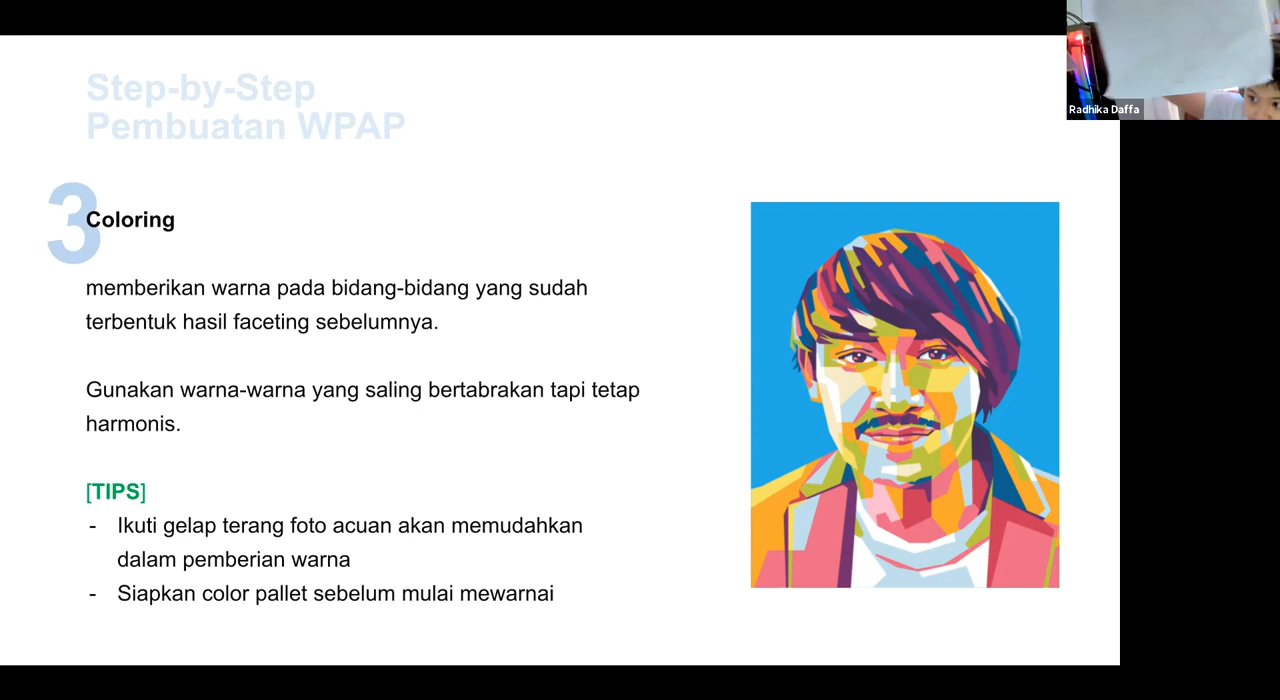 Step-by-Step
Pembuatan WPAP
3
Coloring
memberikan warna pada bidang-bidang yang sudah
terbentuk hasil faceting sebelumnya.
Gunakan warna-warna yang saling bertabrakan tapi tetap
harmonis.
[TIPS]
- Ikuti gelap terang foto acuan akan memudahkan
dalam pemberian warna
- Siapkan color pallet sebelum mulai mewarnai
Radhika Daffa